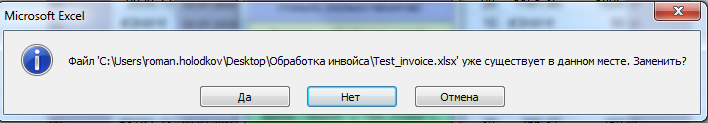 Microsoft Excel
Файл 'C:\Users\roman.holodkov\Desktop\Обработка инвойса\Test_invoice.xlsx' уже существует в данном месте. Заменить?
Да
Нет
Отмена